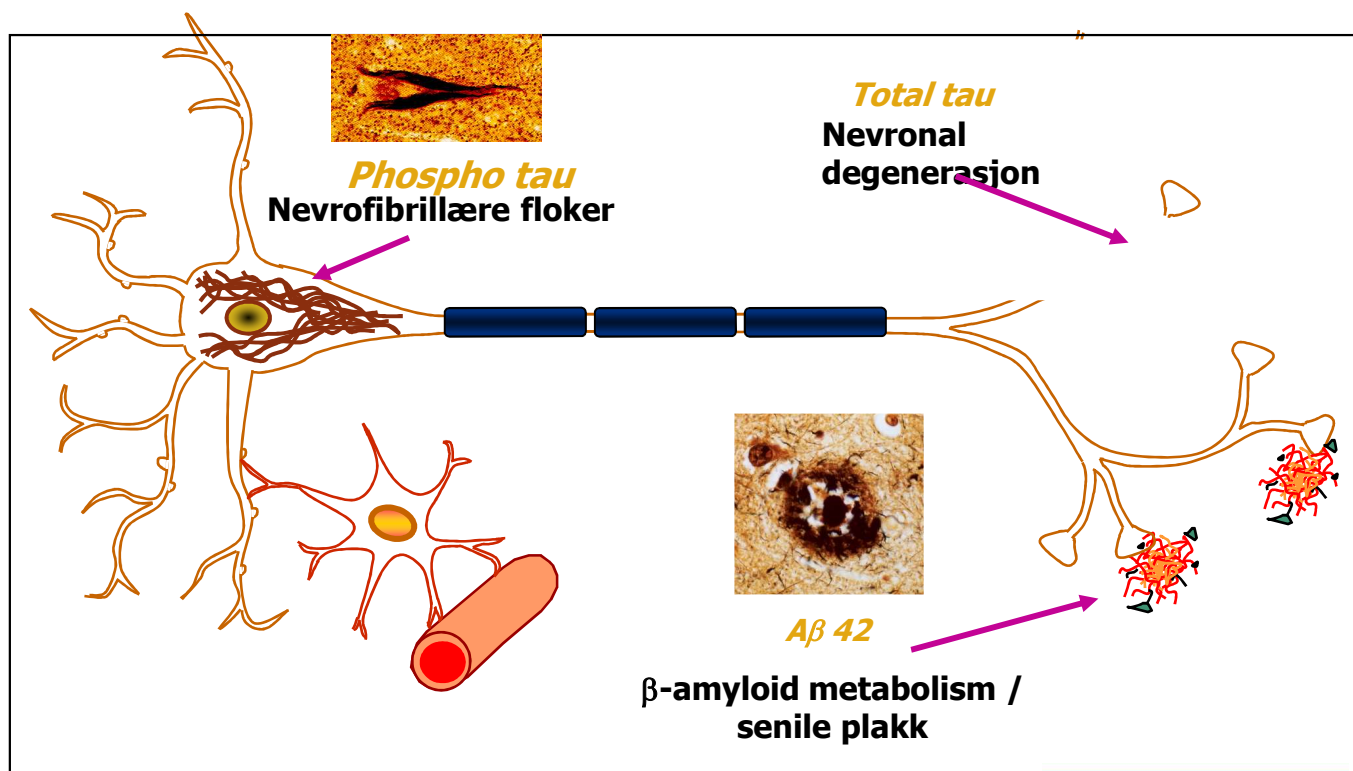 Phospho tau
Nevrofibrillære floker
Total tau
Nevronal
degenerasjon
Aβ 42
β-amyloid metabolism /
senile plakk